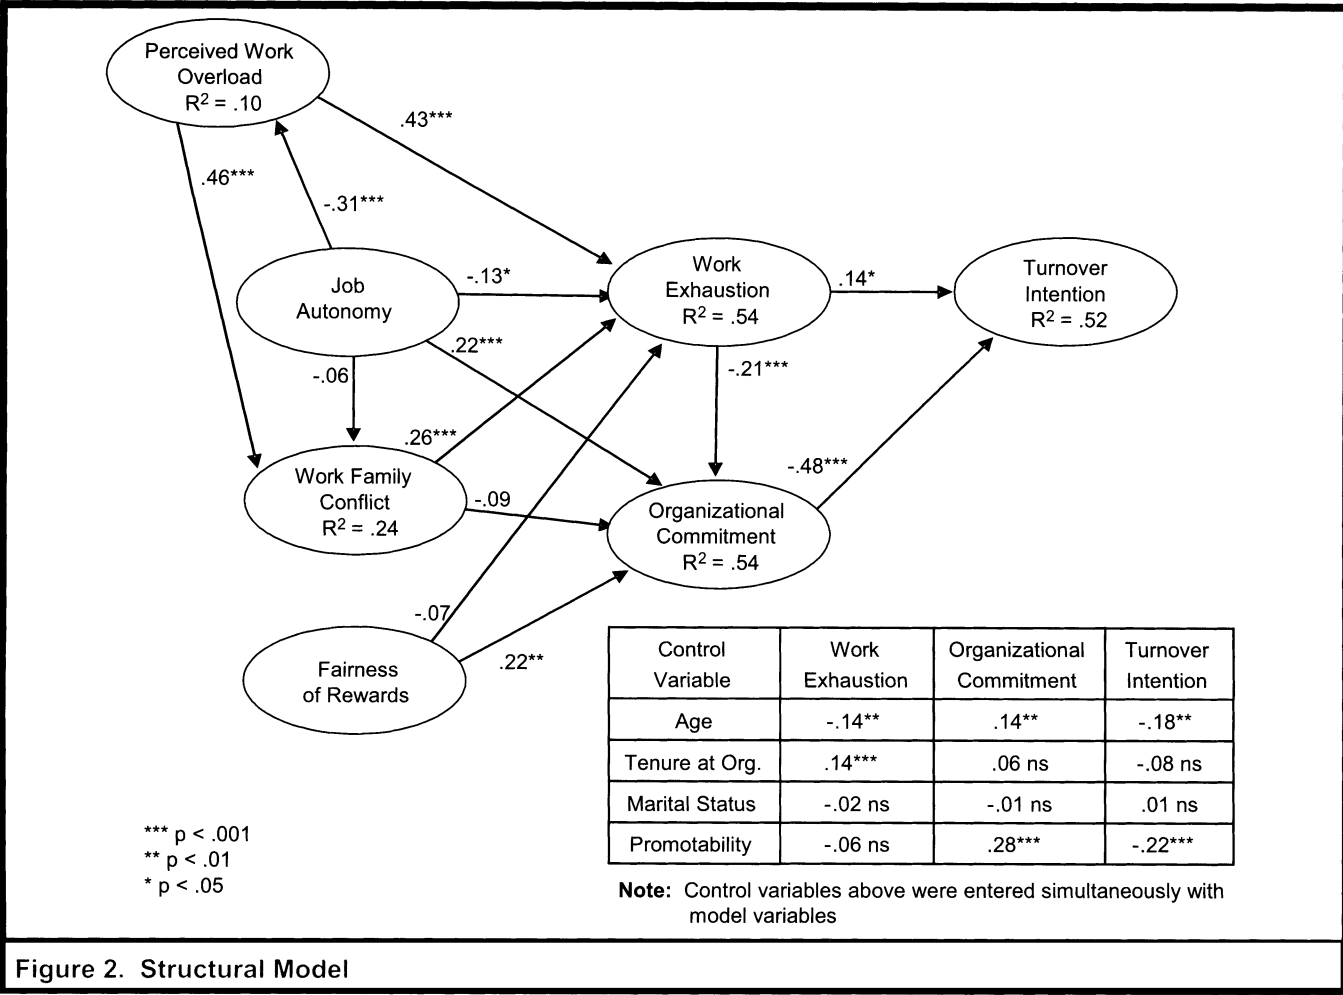 Perceived Work
Overload
R² = .10
.43***
.46***
-.31***
Job
Autonomy
-.13*
Work
Exhaustion
R² = .54
.14*
Turnover
Intention
R² = .52
.22***
-.06
-.21***
.26***
-.48***
Work Family
Conflict
R² = .24
-.09
Organizational
Commitment
R² = .54
-.07
.22**
Fairness
of Rewards
Control Variable | Work Exhaustion | Organizational Commitment | Turnover Intention
Age | -.14** | .14** | -.18**
Tenure at Org. | .14*** | .06 ns | -.08 ns
Marital Status | -.02 ns | -.01 ns | .01 ns
Promotability | -.06 ns | .28*** | -.22***
*** p < .001
** p < .01
* p < .05
Note: Control variables above were entered simultaneously with
model variables
Figure 2. Structural Model